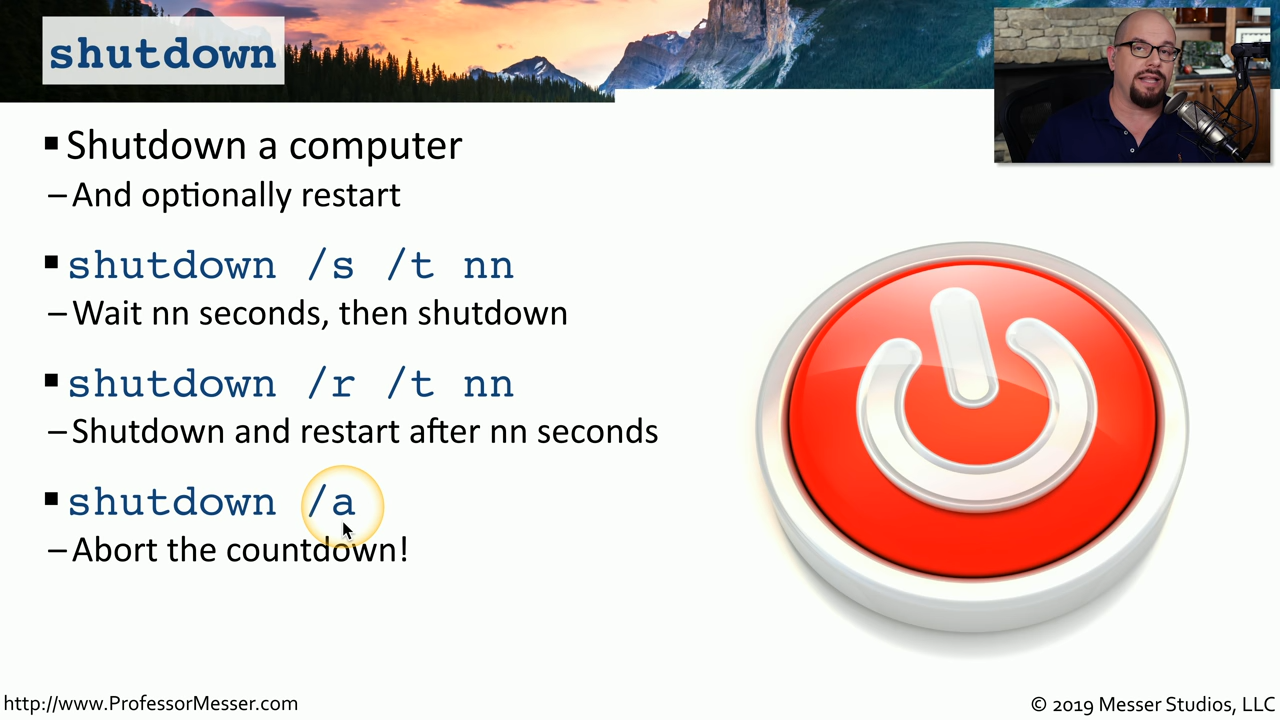 shutdown
▪ Shutdown a computer
– And optionally restart
▪ shutdown /s /t nn
– Wait nn seconds, then shutdown
▪ shutdown /r /t nn
– Shutdown and restart after nn seconds
▪ shutdown /a
– Abort the countdown!
http://www.ProfessorMesser.com
© 2019 Messer Studios, LLC